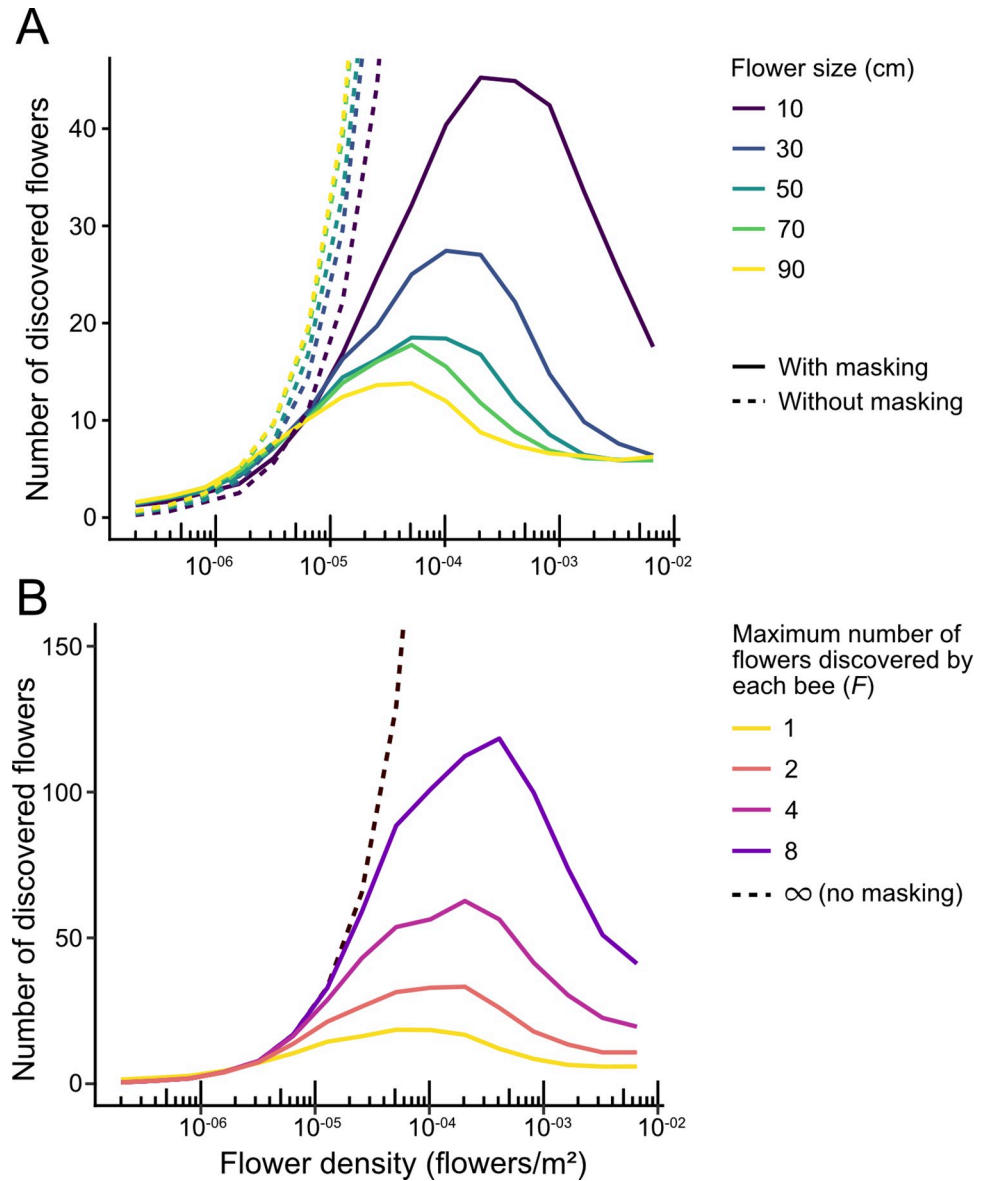 A
Number of discovered flowers
40
30
20
10
0
10-06
10-05
10-04
10-03
10-02
Flower size (cm)
10
30
50
70
90
With masking
Without masking
B
Number of discovered flowers
150
100
50
0
10-06
10-05
10-04
10-03
10-02
Flower density (flowers/m²)
Maximum number of
flowers discovered by
each bee (F)
1
2
4
8
∞ (no masking)